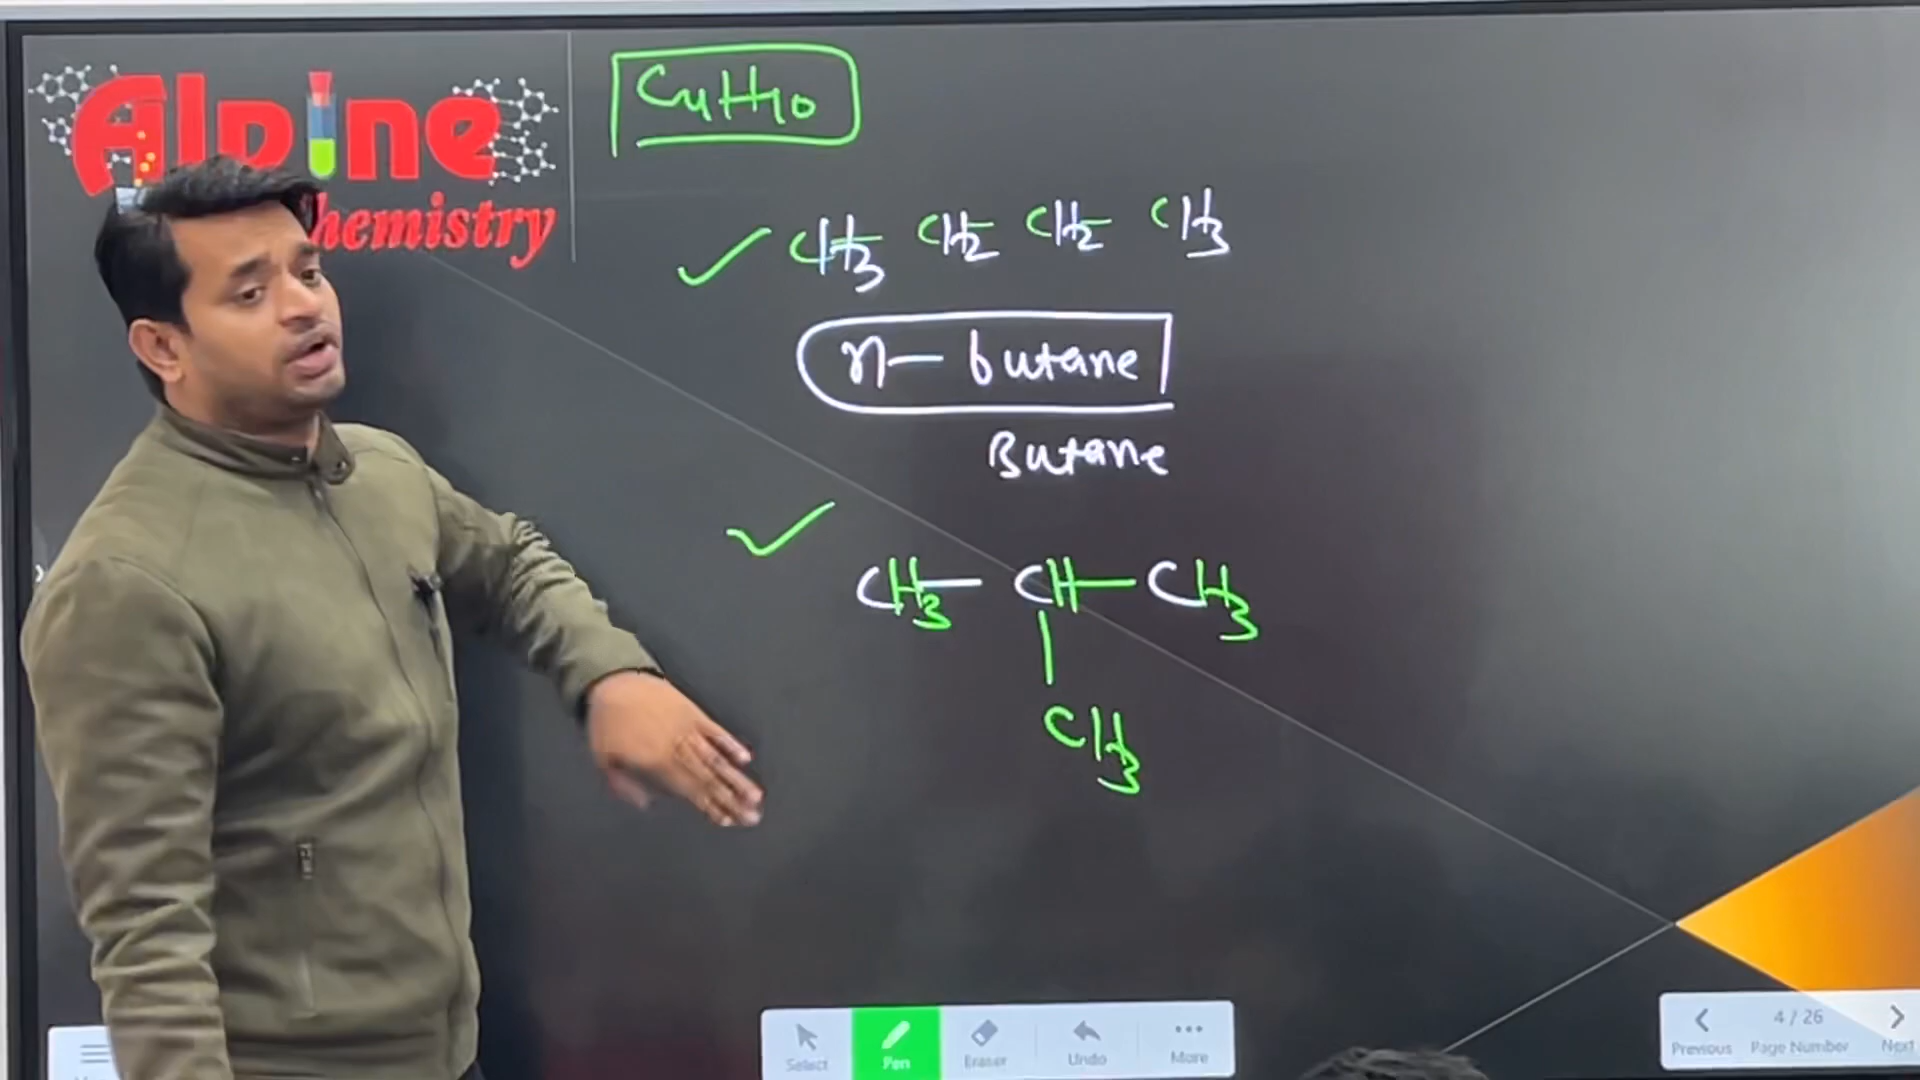 Alpine
Chemistry
C4H10
CH3 CH2 CH2 CH3
n- butane
Butane
CH3 - CH - CH3
CH3
Select
Pen
Eraser
Undo
More
4 / 26
Previous
Page Number
Next